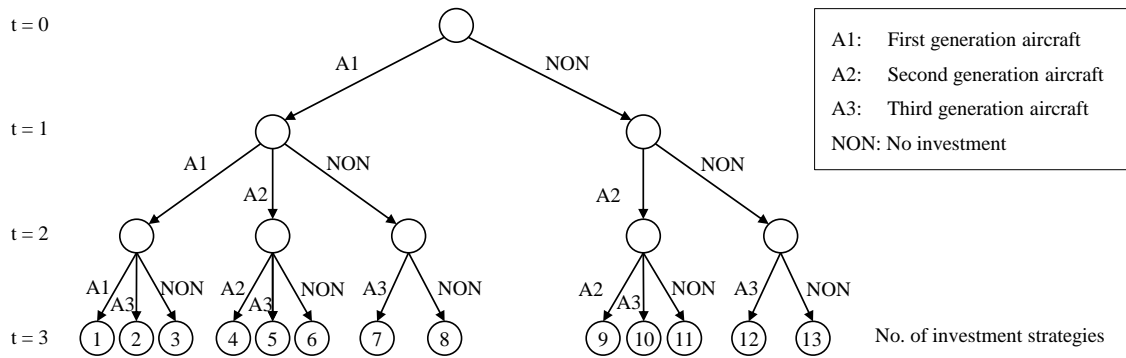 t = 0
A1: First generation aircraft
A2: Second generation aircraft
A3: Third generation aircraft
NON: No investment
A1 NON
t = 1
A1 A2 NON A2 NON
t = 2
A1 A3 NON A2 A3 NON A3 NON A2 A3 NON A3 NON
t = 3 1 2 3 4 5 6 7 8 9 10 11 12 13 No. of investment strategies